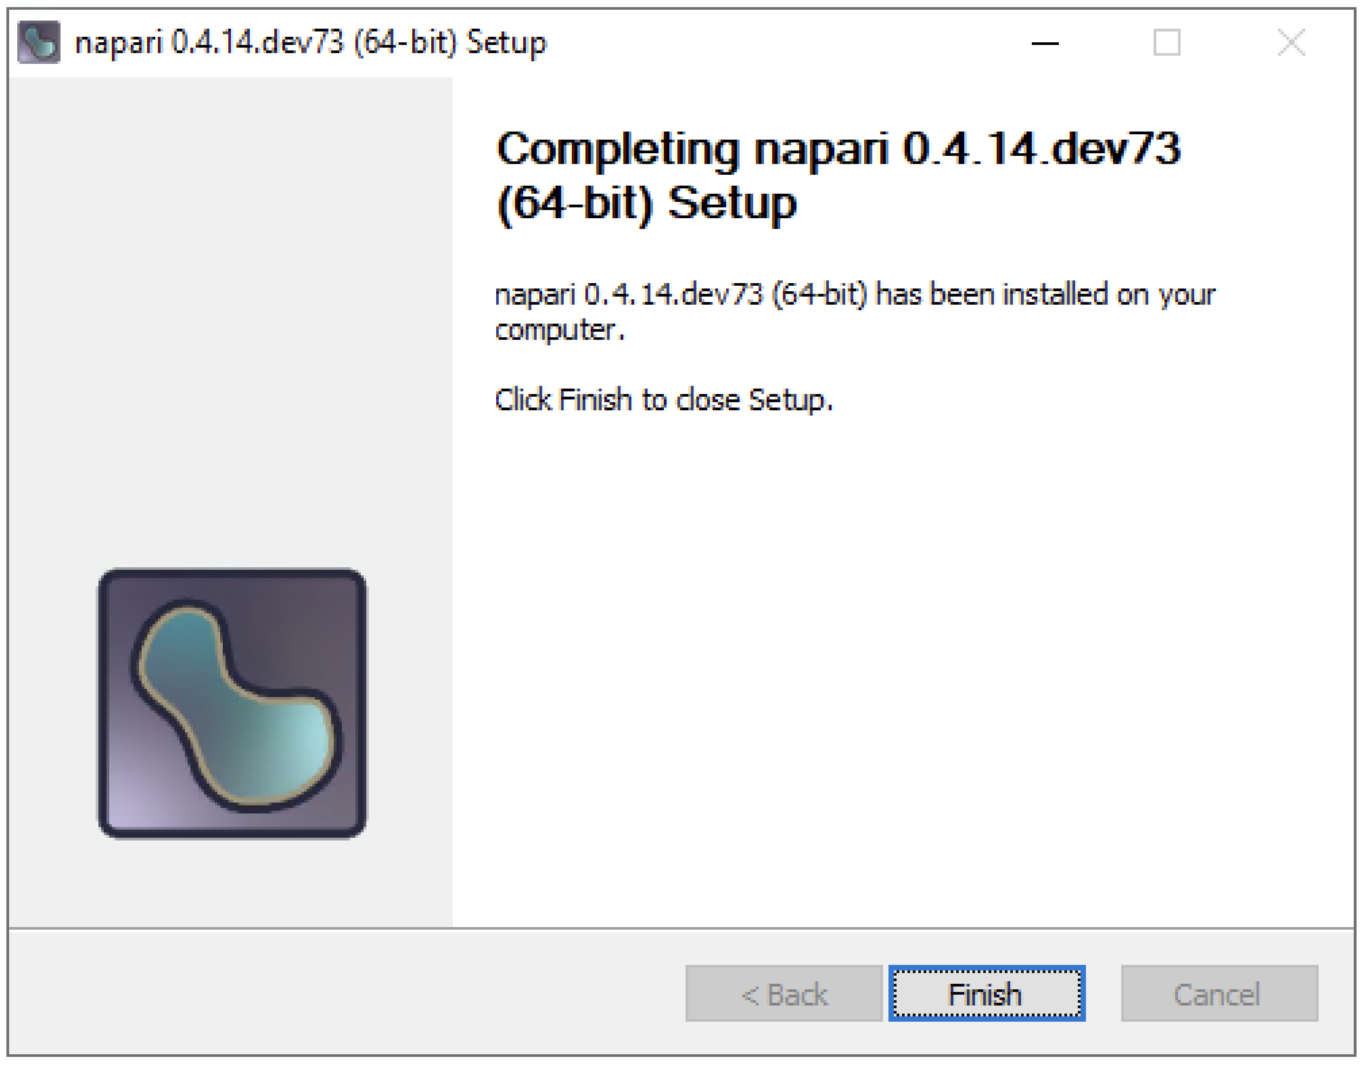 napari 0.4.14.dev73 (64-bit) Setup
Completing napari 0.4.14.dev73
(64-bit) Setup
napari 0.4.14.dev73 (64-bit) has been installed on your
computer.
Click Finish to close Setup.
< Back
Finish
Cancel